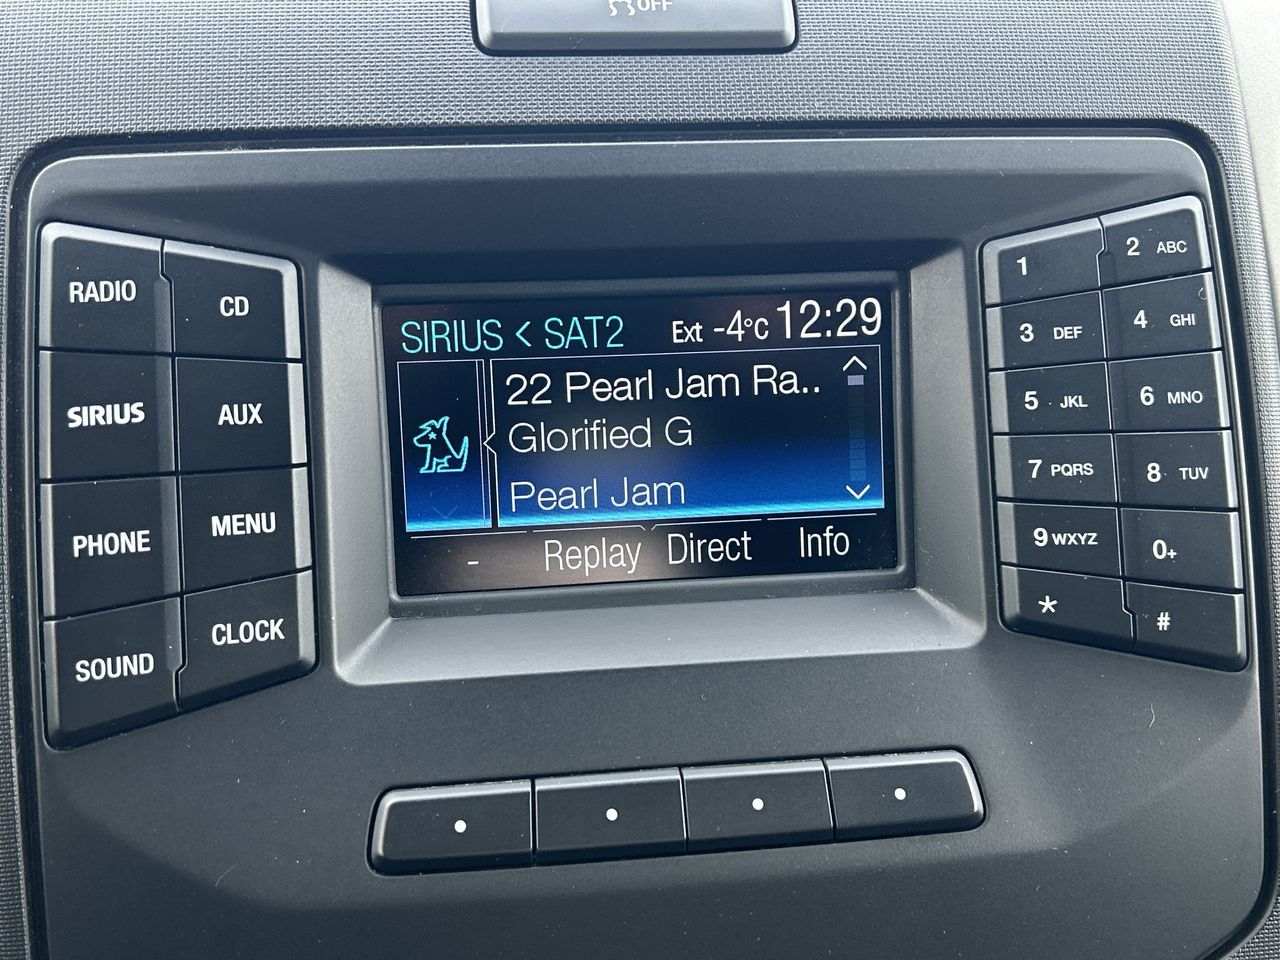 OFF
RADIO
CD
SIRIUS
AUX
PHONE
MENU
SOUND
CLOCK
SIRIUS < SAT2 Ext -4°C 12:29
22 Pearl Jam Ra..
Glorified G
Pearl Jam
- Replay Direct Info
1
2 ABC
3 DEF
4 GHI
5 JKL
6 MNO
7 PQRS
8 TUV
9 WXYZ
0+
*
#